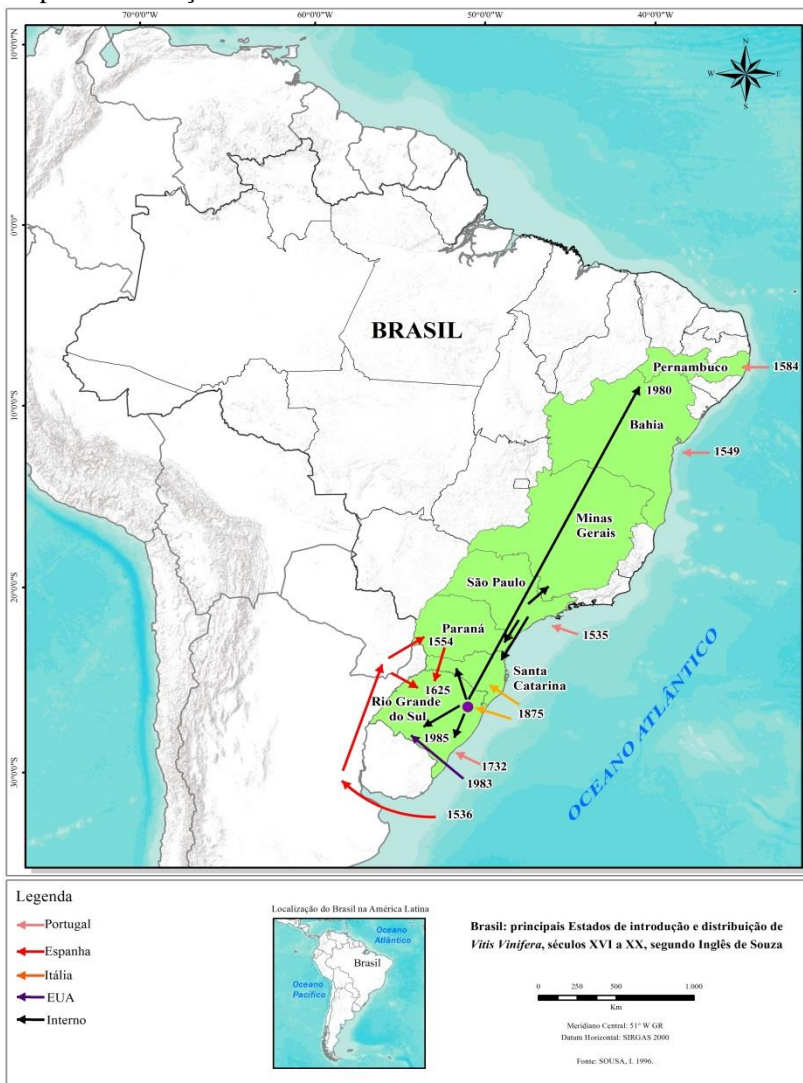 70°0'0"W
60°0'0"W
50°0'0"W
40°0'0"W
10°0'0"N
0°0'0"
10°0'0"S
20°0'0"S
30°0'0"S
N
W
E
S
BRASIL
Pernambuco
1584
1980
Bahia
1549
Minas
Gerais
São Paulo
1535
Paraná
1554
Santa
Catarina
1625
Rio Grande
do Sul
1875
1985
1732
1983
1536
OCEANO ATLÂNTICO
Legenda
Portugal
Espanha
Itália
EUA
Interno
Localização do Brasil na América Latina
Oceano
Atlântico
Brasil
Oceano
Pacífico
Brasil: principais Estados de introdução e distribuição de
Vitis Vinifera, séculos XVI a XX, segundo Inglês de Souza
0 250 500 1.000
Km
Meridiano Central: 51° W GR
Datum Horizontal: SIRGAS 2000
Fonte: SOUSA, I. 1996.